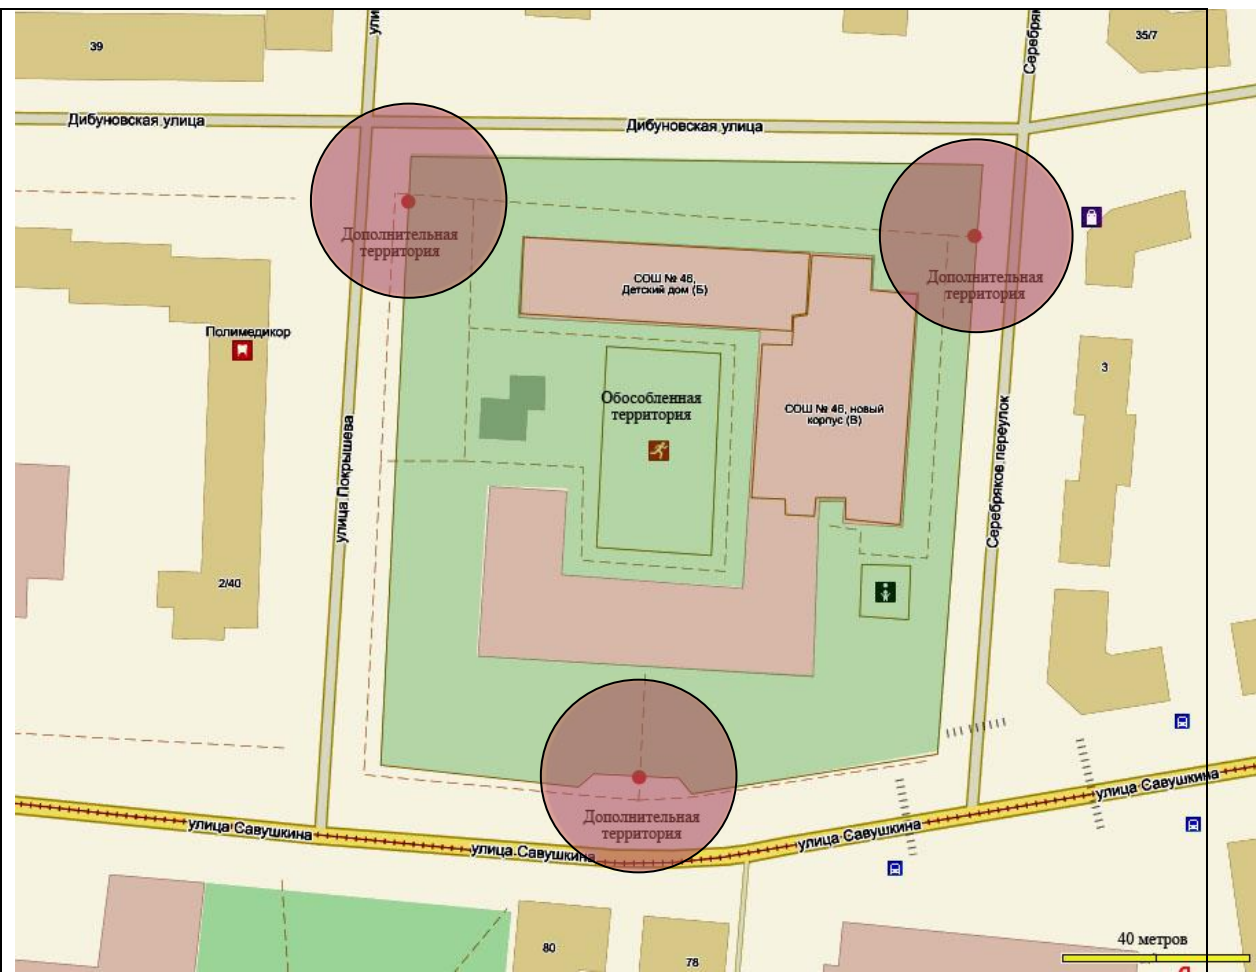 ули
Серебряк
39
35/7
Дибуновская улица
Дибуновская улица
Дополнительная
территория
Дополнительная
территория
СОШ № 46,
Детский дом (Б)
Полимедикор
3
Обособленная
территория
СОШ № 46, новый
корпус (В)
улица Покрышева
Серебряков переулок
2/40
улица Савушкина
Дополнительная
территория
улица Савушкина
улица Савушкина
улица Савушкина
40 метров
80
78